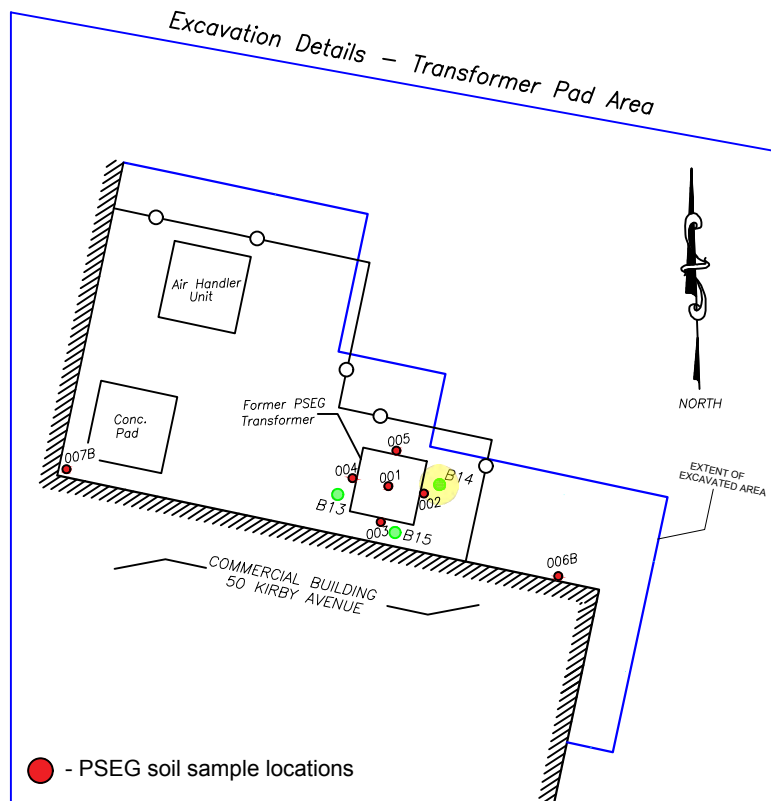 Excavation Details - Transformer Pad Area
Air Handler
Unit
NORTH
Conc.
Pad
Former PSEG
Transformer
005
004
001
B14
002
B13
003
B15
007B
006B
EXTENT OF
EXCAVATED AREA
COMMERCIAL BUILDING
50 KIRBY AVENUE
- PSEG soil sample locations